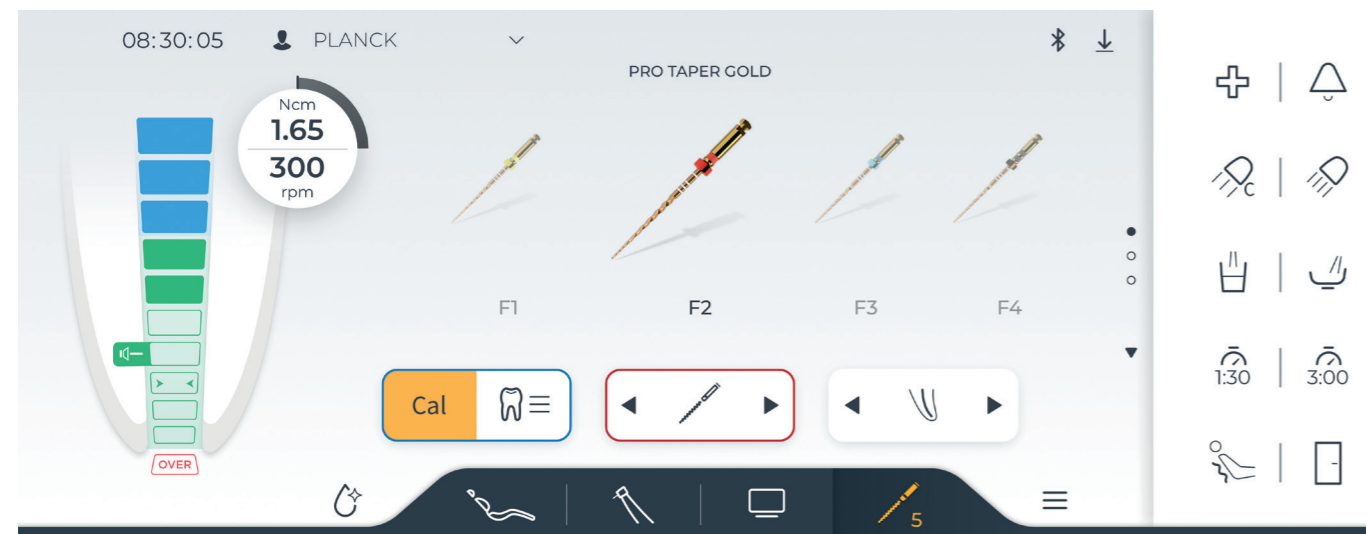 08:30:05
PLANCK
PRO TAPER GOLD
Ncm
1.65
300
rpm
F1
F2
F3
F4
C
1:30
3:00
Cal
OVER
5